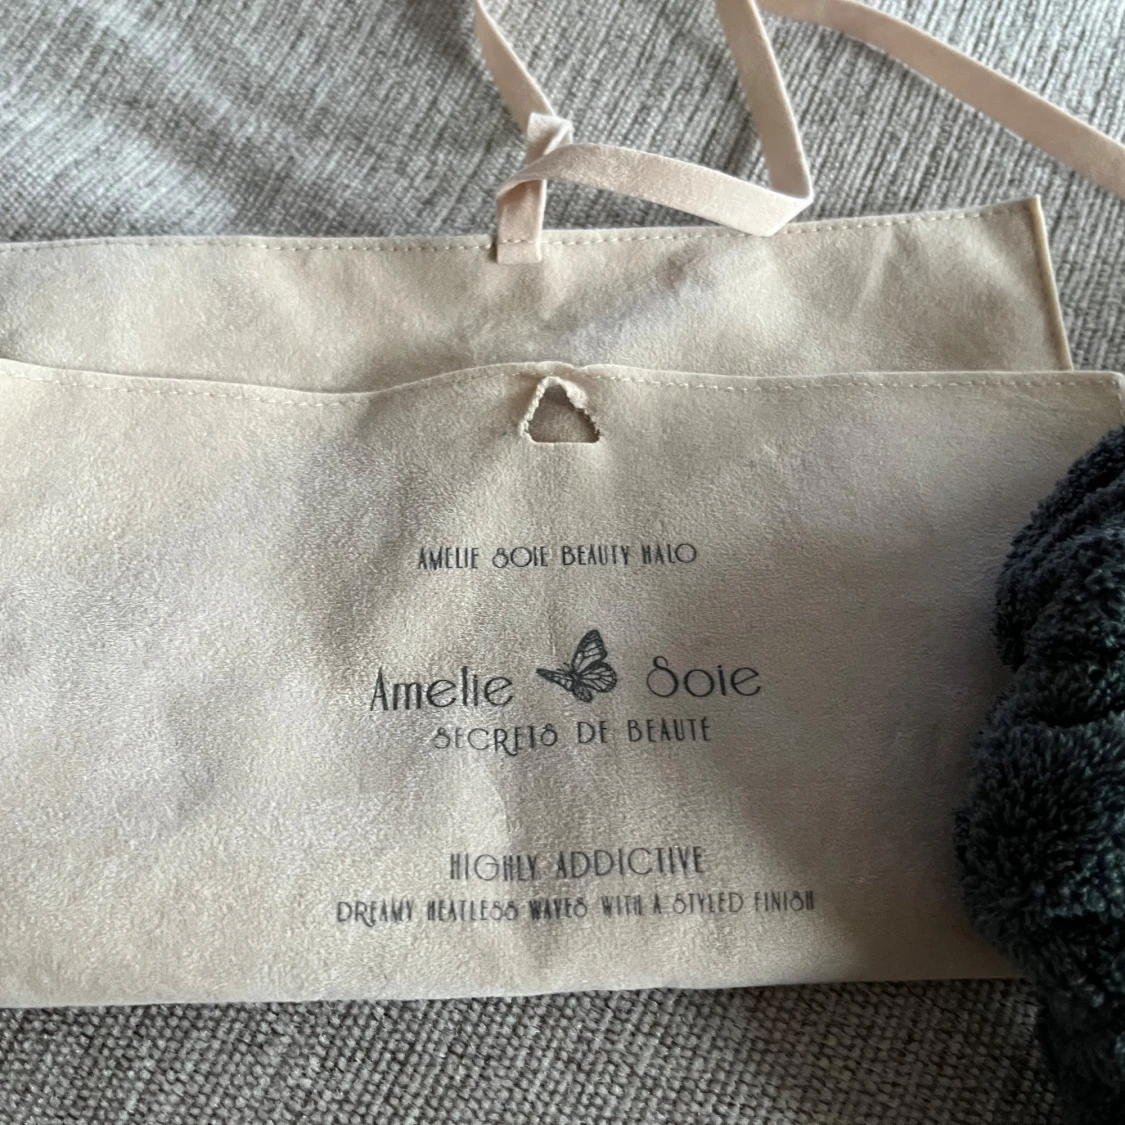 AMELIE SOIE BEAUTY HALO
Amelie Soie
SECRETS DE BEAUTÉ
HIGHLY ADDICTIVE
DREAMY HEATLESS WAVES WITH A STYLED FINISH